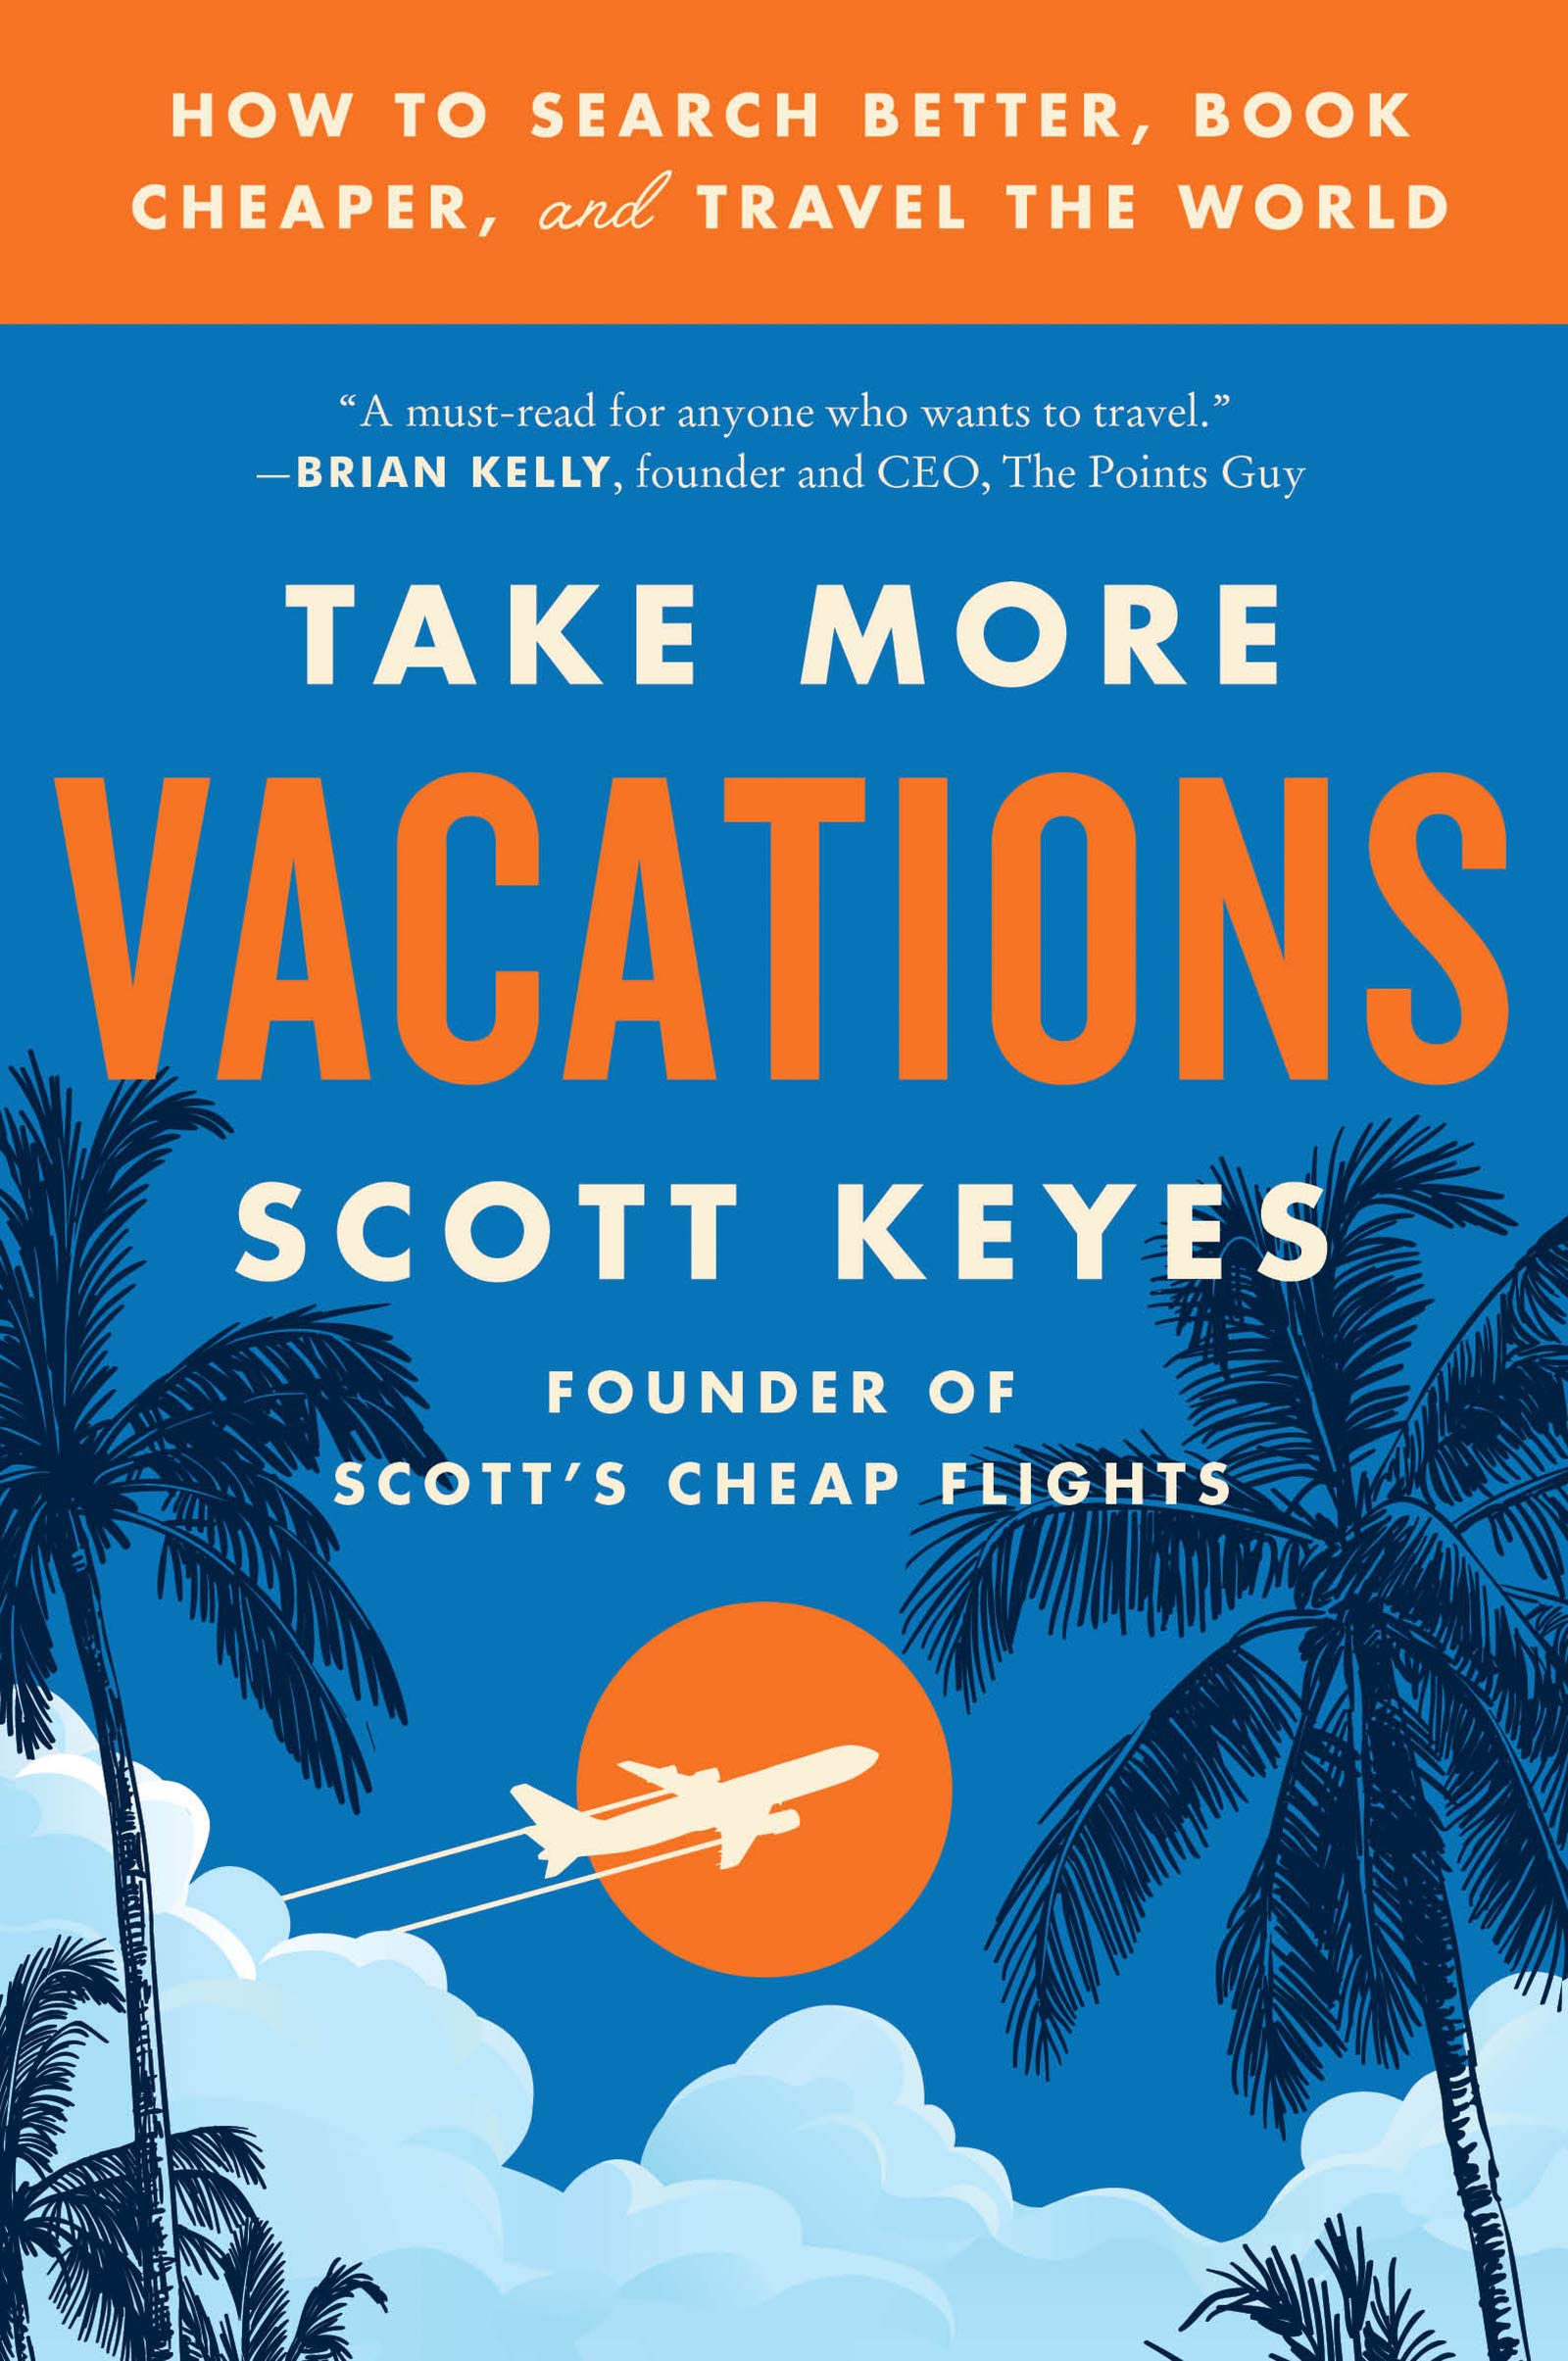 HOW TO SEARCH BETTER, BOOK
CHEAPER, and TRAVEL THE WORLD
“A must-read for anyone who wants to travel.”
—BRIAN KELLY, founder and CEO, The Points Guy
TAKE MORE
VACATIONS
SCOTT KEYES
FOUNDER OF
SCOTT’S CHEAP FLIGHTS